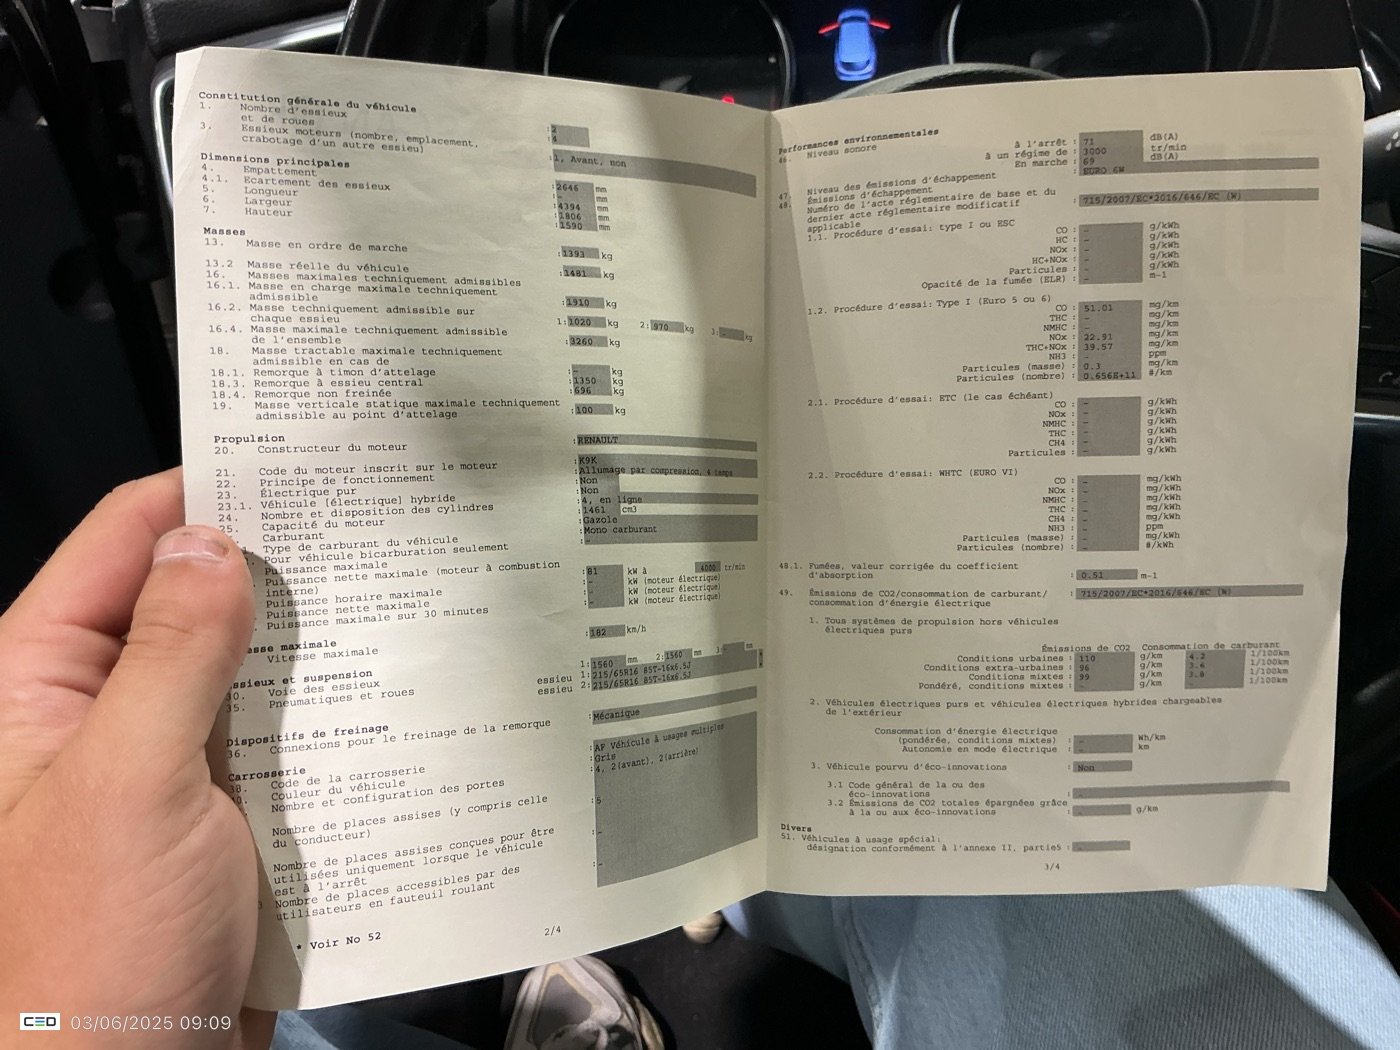 Constitution générale du véhicule
1. Nombre d'essieux :2
et de roues :4
3. Essieux moteurs (nombre, emplacement, :1, Avant, non
crabotage d'un autre essieu)
Dimensions principales
4. Empattement :2646 mm
4.1. Ecartement des essieux :- mm
5. Longueur :4394 mm
6. Largeur :1806 mm
7. Hauteur :1590 mm
Masses
13. Masse en ordre de marche :1393 kg
13.2 Masse réelle du véhicule :1481 kg
16. Masses maximales techniquement admissibles
16.1. Masse en charge maximale techniquement :1910 kg
admissible
16.2. Masse techniquement admissible sur 1:1020 kg 2:970 kg 3:- kg
chaque essieu
16.4. Masse maximale techniquement admissible :3260 kg
de l'ensemble
18. Masse tractable maximale techniquement
admissible en cas de
18.1. Remorque à timon d'attelage :- kg
18.3. Remorque à essieu central :1350 kg
18.4. Remorque non freinée :696 kg
19. Masse verticale statique maximale techniquement :100 kg
admissible au point d'attelage
Propulsion
20. Constructeur du moteur :RENAULT
21. Code du moteur inscrit sur le moteur :K9K
22. Principe de fonctionnement :Allumage par compression, 4 temps
23. Électrique pur :Non
23.1. Véhicule [électrique] hybride :Non
24. Nombre et disposition des cylindres :4, en ligne
25. Capacité du moteur :1461 cm3
Carburant :Gazole
Type de carburant du véhicule :Mono carburant
Pour véhicule bicarburation seulement :-
Puissance maximale
Puissance nette maximale (moteur à combustion :81 kW à 4000 tr/min
interne) :- kW (moteur électrique)
Puissance horaire maximale :- kW (moteur électrique)
Puissance nette maximale :- kW (moteur électrique)
Puissance maximale sur 30 minutes
esse maximale
Vitesse maximale :182 km/h
ssieux et suspension
30. Voie des essieux 1:1560 mm 2:1560 mm 3:- mm
35. Pneumatiques et roues essieu 1:215/65R16 85T-16x6.5J
essieu 2:215/65R16 85T-16x6.5J
Dispositifs de freinage
36. Connexions pour le freinage de la remorque :Mécanique
Carrosserie
38. Code de la carrosserie :AF Véhicule à usages multiples
Couleur du véhicule :Gris
Nombre et configuration des portes :4, 2(avant), 2(arrière)
Nombre de places assises (y compris celle :5
du conducteur)
Nombre de places assises conçues pour être :-
utilisées uniquement lorsque le véhicule
est à l'arrêt
3 Nombre de places accessibles par des :-
utilisateurs en fauteuil roulant
* Voir No 52
2/4
Performances environnementales
46. Niveau sonore à l'arrêt : 71 dB(A)
à un régime de : 3000 tr/min
En marche : 69 dB(A)
47. Niveau des émissions d'échappement : EURO 6W
48. Émissions d'échappement
Numéro de l'acte réglementaire de base et du : 715/2007/EC*2016/646/EC (W)
dernier acte réglementaire modificatif
applicable
1.1. Procédure d'essai: type I ou ESC
CO : - g/kWh
HC : - g/kWh
NOx : - g/kWh
HC+NOx : - g/kWh
Particules : - g/kWh
Opacité de la fumée (ELR) : - m-1
1.2. Procédure d'essai: Type I (Euro 5 ou 6)
CO : 51.01 mg/km
THC : - mg/km
NMHC : - mg/km
NOx : 22.91 mg/km
THC+NOx : 39.57 mg/km
NH3 : - ppm
Particules (masse) : 0.3 mg/km
Particules (nombre) : 0.656E+11 #/km
2.1. Procédure d'essai: ETC (le cas échéant)
CO : - g/kWh
NOx : - g/kWh
NMHC : - g/kWh
THC : - g/kWh
CH4 : - g/kWh
Particules : - g/kWh
2.2. Procédure d'essai: WHTC (EURO VI)
CO : - mg/kWh
NOx : - mg/kWh
NMHC : - mg/kWh
THC : - mg/kWh
CH4 : - mg/kWh
NH3 : - ppm
Particules (masse) : - mg/kWh
Particules (nombre) : - #/kWh
48.1. Fumées, valeur corrigée du coefficient : 0.51 m-1
d'absorption
49. Émissions de CO2/consommation de carburant/ : 715/2007/EC*2016/646/EC (W)
consommation d'énergie électrique
1. Tous systèmes de propulsion hors véhicules
électriques purs
Émissions de CO2 Consommation de carburant
Conditions urbaines : 110 g/km 4.2 l/100km
Conditions extra-urbaines : 96 g/km 3.6 l/100km
Conditions mixtes : 99 g/km 3.8 l/100km
Pondéré, conditions mixtes : - g/km - l/100km
2. Véhicules électriques purs et véhicules électriques hybrides chargeables
de l'extérieur
Consommation d'énergie électrique
(pondérée, conditions mixtes) : - Wh/km
Autonomie en mode électrique : - km
3. Véhicule pourvu d'éco-innovations : Non
3.1 Code général de la ou des
éco-innovations : -
3.2 Émissions de CO2 totales épargnées grâce
à la ou aux éco-innovations : - g/km
Divers
51. Véhicules à usage spécial:
désignation conformément à l'annexe II, partie5 : -
3/4
CED 03/06/2025 09:09